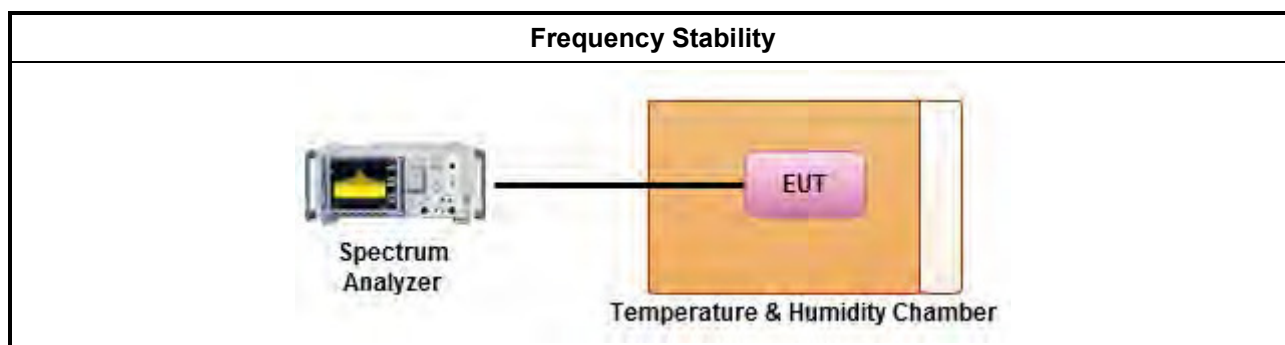 Frequency Stability
EUT
Spectrum
Analyzer
Temperature & Humidity Chamber